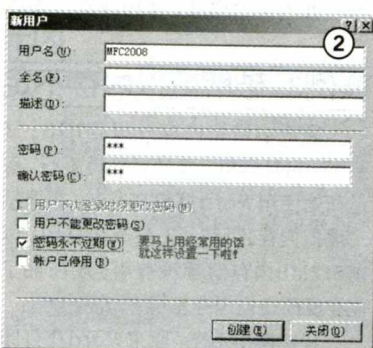 新用户
? ×
②
用户名(U):
MFC2008
全名(F):
描述(D):
密码(P):
***
确认密码(C):
***
用户下次登录时须更改密码(M)
用户不能更改密码(S)
密码永不过期(W)
要马上用经常用的话
就这样设置一下啦!
帐户已停用(B)
创建(E)
关闭(O)